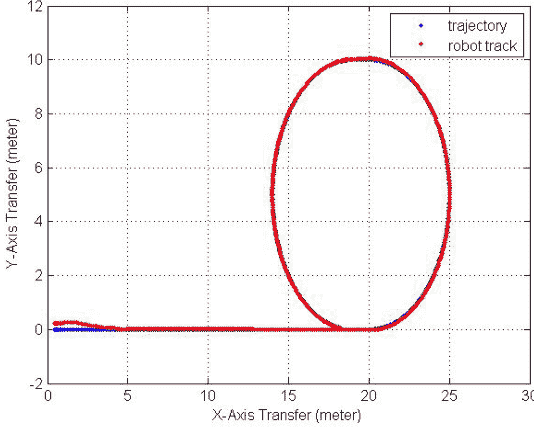 12
trajectory
robot track
10
8
6
4
2
0
-2
Y-Axis Transfer (meter)
0 5 10 15 20 25 30
X-Axis Transfer (meter)